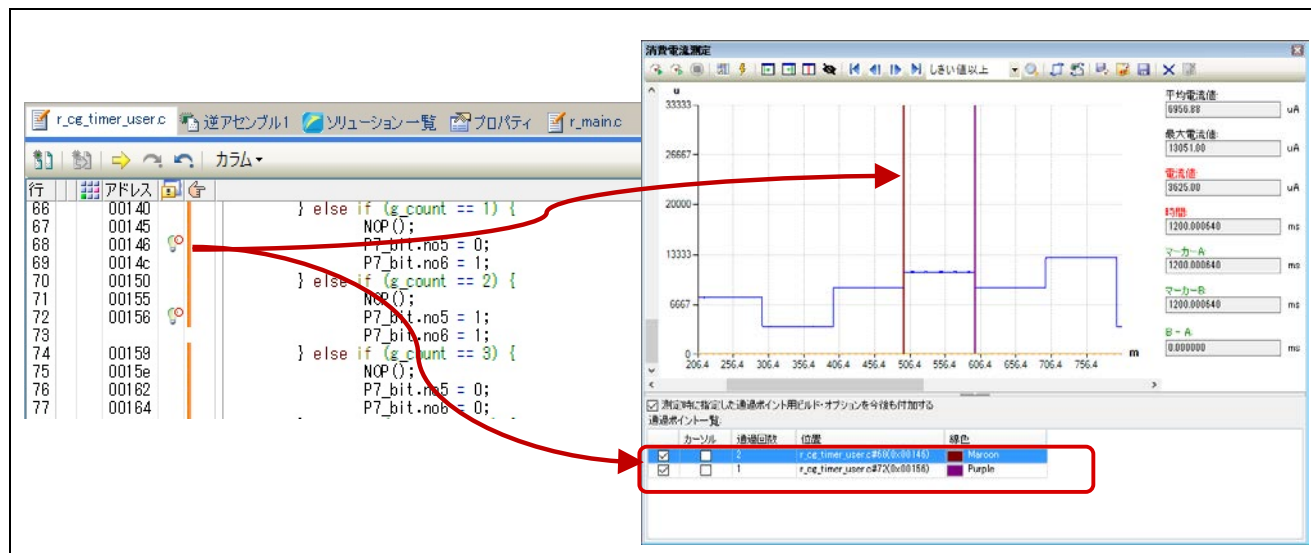 r_cg_timer_user.c 逆アセンブル1 ソリューション一覧 プロパティ r_main.c
カラム
行 アドレス
66 00140 } else if (g_count == 1) {
67 00145 NOP();
68 00146 P7_bit.no5 = 0;
69 0014c P7_bit.no6 = 1;
70 00150 } else if (g_count == 2) {
71 00155 NOP();
72 00156 P7_bit.no5 = 1;
73 P7_bit.no6 = 1;
74 00159 } else if (g_count == 3) {
75 0015e NOP();
76 00162 P7_bit.no5 = 0;
77 00164 P7_bit.no6 = 0;
消費電流測定
しきい値以上
u
33333
26667
20000
13333
6667
0
206.4 256.4 306.4 356.4 406.4 456.4 506.4 556.4 606.4 656.4 706.4 756.4 m
平均電流値:
6956.88 uA
最大電流値:
13051.00 uA
電流値:
3625.00 uA
時間:
1200.000640 ms
マーカーA:
1200.000640 ms
マーカーB:
1200.000640 ms
B - A:
0.000000 ms
測定時に指定した通過ポイント用ビルド・オプションを今後も付加する
通過ポイント一覧:
カーソル 通過回数 位置 線色
2 r_cg_timer_user.c#68(0x00146) Maroon
1 r_cg_timer_user.c#72(0x00156) Purple